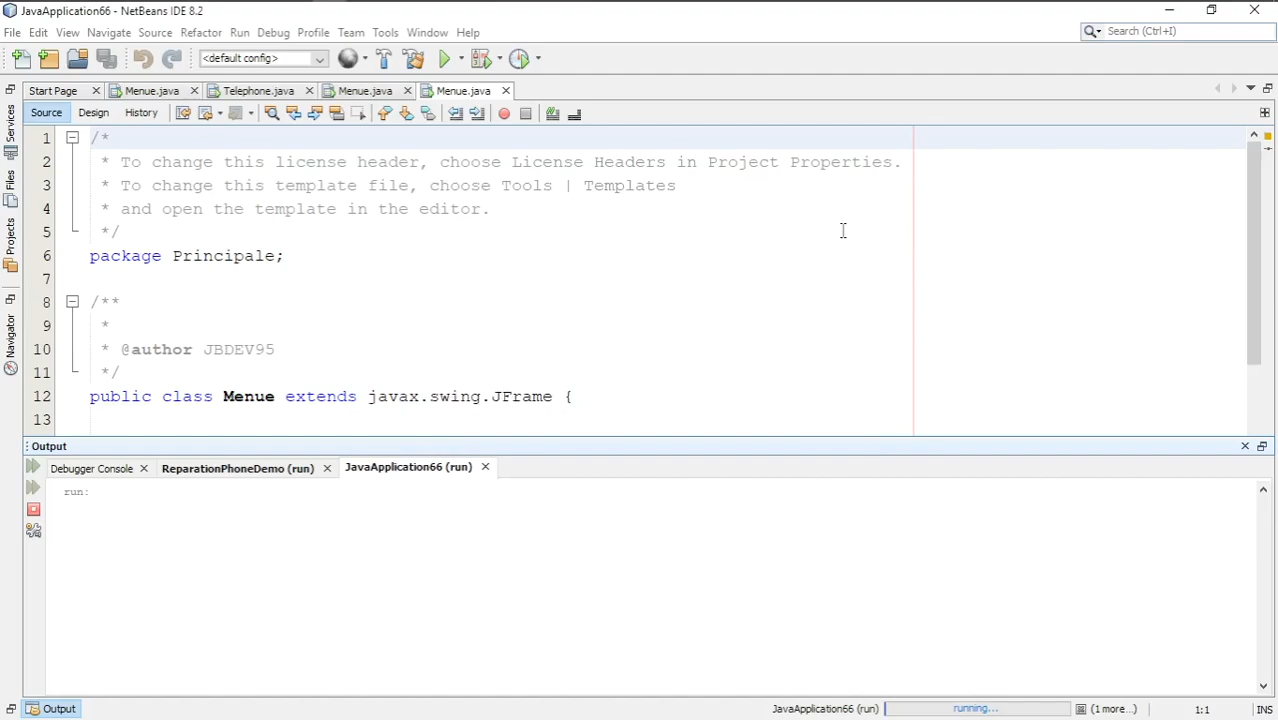 JavaApplication66 - NetBeans IDE 8.2
File Edit View Navigate Source Refactor Run Debug Profile Team Tools Window Help
Search (Ctrl+I)
<default config>
Start Page Menue.java Telephone.java Menue.java Menue.java
Source Design History
Services
Files
Projects
Navigator
1 /*
2 * To change this license header, choose License Headers in Project Properties.
3 * To change this template file, choose Tools | Templates
4 * and open the template in the editor.
5 */
6 package Principale;
7
8 /**
9 *
10 * @author JBDEV95
11 */
12 public class Menue extends javax.swing.JFrame {
13
Output
Debugger Console ReparationPhoneDemo (run) JavaApplication66 (run)
run:
Output JavaApplication66 (run) running... (1 more...) 1:1 INS